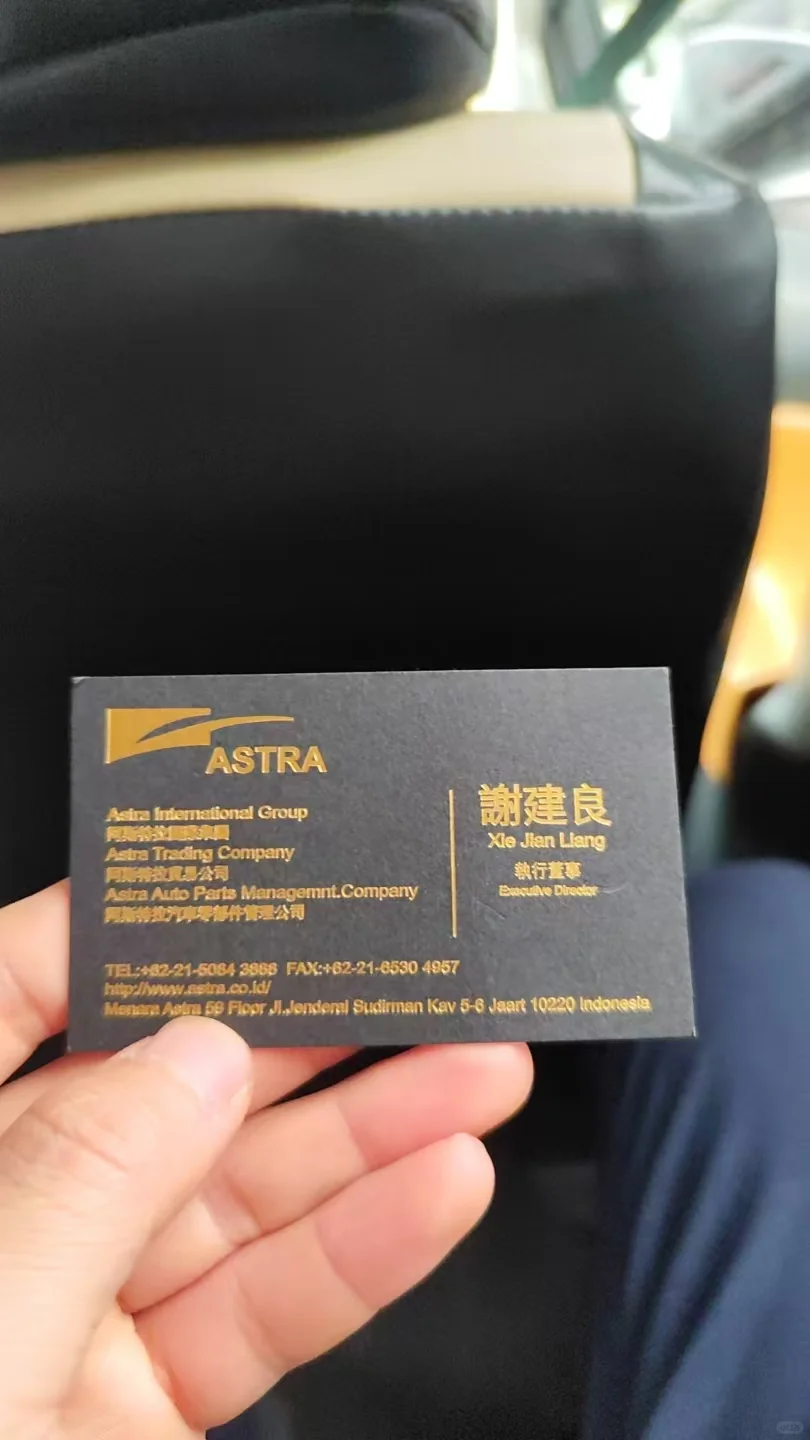 ASTRA
Astra International Group
阿斯特拉國際集團
Astra Trading Company
阿斯特拉貿易公司
Astra Auto Parts Managemnt.Company
阿斯特拉汽車零部件管理公司
謝建良
Xie Jian Liang
執行董事
Executive Director
TEL:+62-21-5084 3888 FAX:+62-21-6530 4957
http://www.astra.co.id/
Menara Astra 59 Floor Jl.Jenderal Sudirman Kav 5-6 Jaart 10220 Indonesia